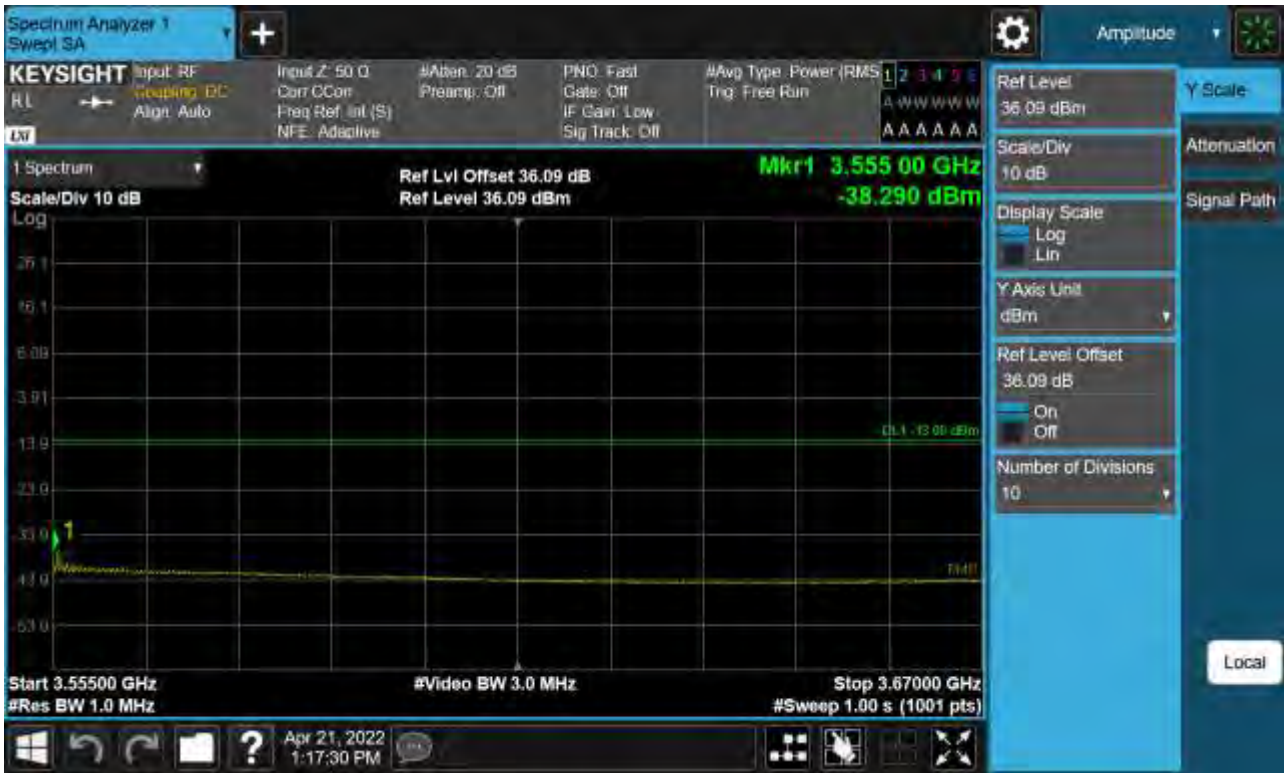 Spectrum Analyzer 1
Swept SA
Amplitude
KEYSIGHT
RL
LXI
Input: RF
Coupling: DC
Align: Auto
Input Z: 50 Ω
Corr CCorr
Freq Ref: Int (S)
NFE: Adaptive
#Atten: 20 dB
Preamp: Off
PNO: Fast
Gate: Off
IF Gain: Low
Sig Track: Off
#Avg Type: Power (RMS
Trig: Free Run
1 2 3 4 5 6
A W W W W W
A A A A A A
1 Spectrum
Scale/Div 10 dB
Log
Ref Lvl Offset 36.09 dB
Ref Level 36.09 dBm
Mkr1 3.555 00 GHz
-38.290 dBm
26.1
16.1
6.09
-3.91
-13.9
-23.9
-33.9
-43.9
-53.9
DL1 -13.00 dBm
1
Start 3.55500 GHz
#Res BW 1.0 MHz
#Video BW 3.0 MHz
Stop 3.67000 GHz
#Sweep 1.00 s (1001 pts)
Ref Level
36.09 dBm
Scale/Div
10 dB
Display Scale
Log
Lin
Y Axis Unit
dBm
Ref Level Offset
36.09 dB
On
Off
Number of Divisions
10
Y Scale
Attenuation
Signal Path
Local
?
Apr 21, 2022
1:17:30 PM